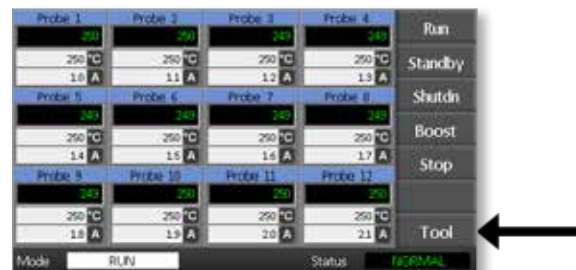 Probe 1 Probe 2 Probe 3 Probe 4 Run
250 250 249 249
250 °C 250 °C 250 °C 250 °C Standby
1.0 A 1.1 A 1.2 A 1.3 A
Probe 5 Probe 6 Probe 7 Probe 8 Shutdn
249 249 249 249
250 °C 250 °C 250 °C 250 °C Boost
1.4 A 1.5 A 1.6 A 1.7 A
Probe 9 Probe 10 Probe 11 Probe 12 Stop
249 250 250 250
250 °C 250 °C 250 °C 250 °C
1.8 A 1.9 A 2.0 A 2.1 A Tool
Mode RUN Status NORMAL